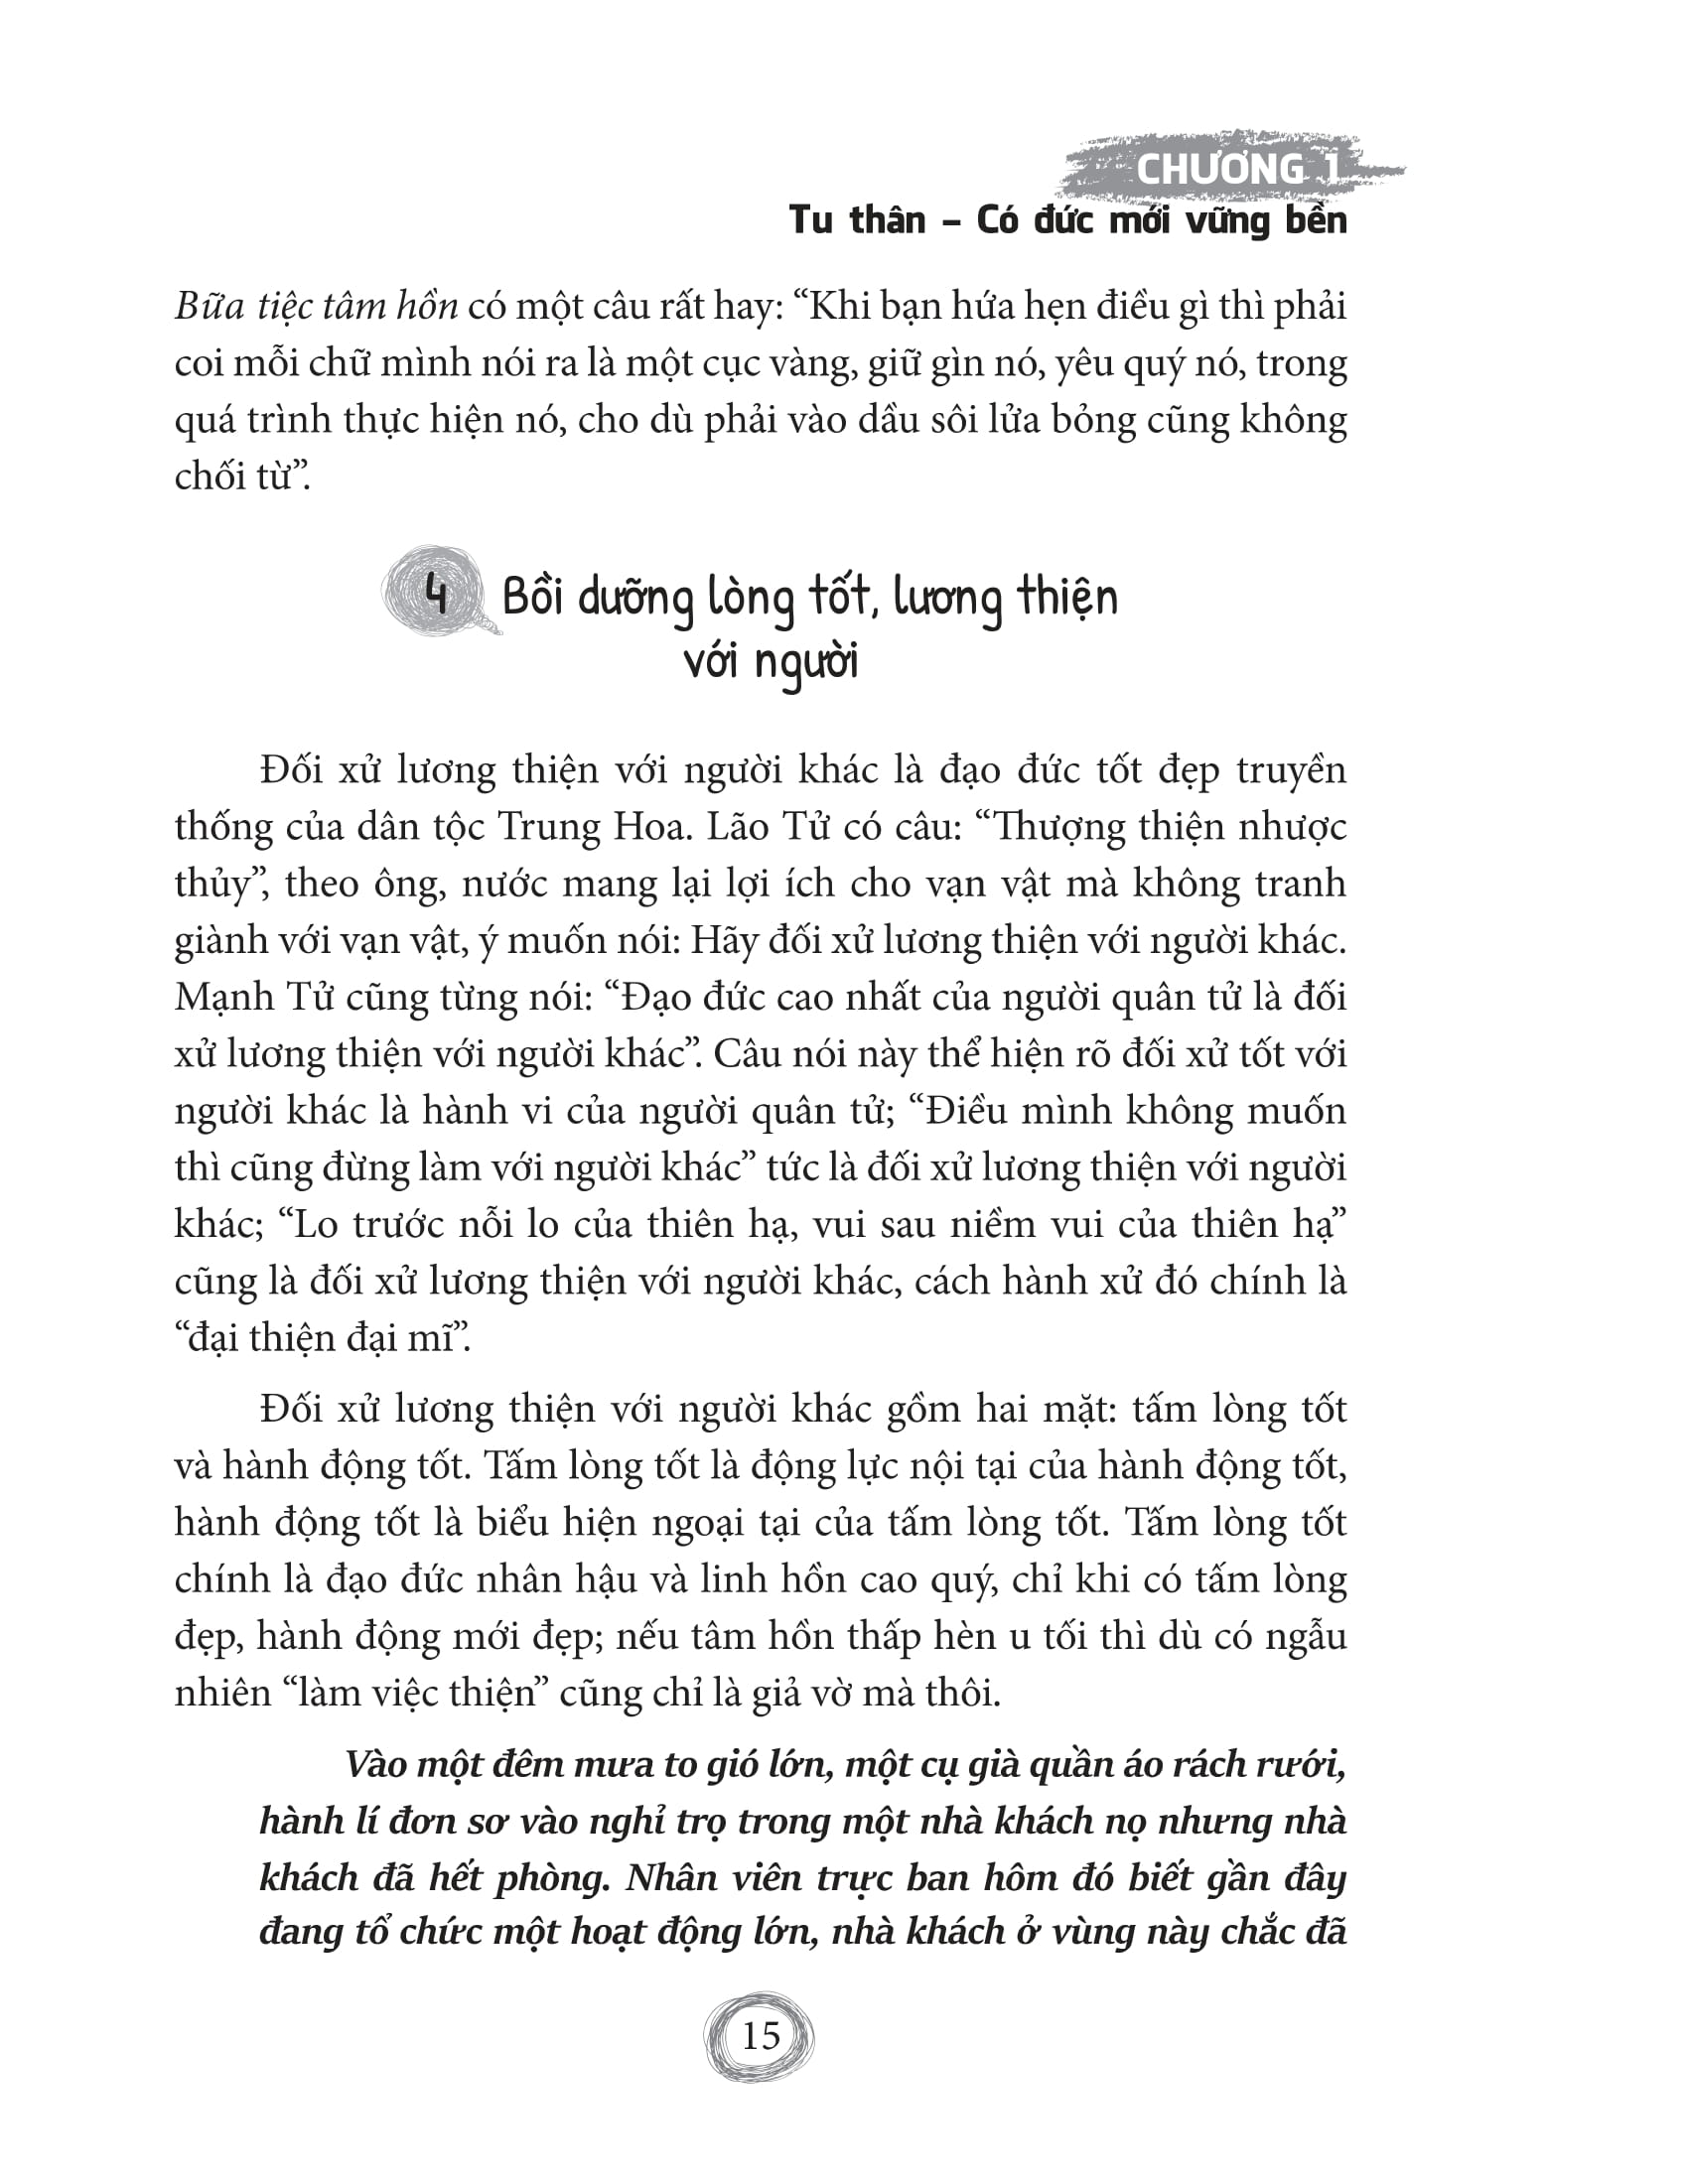 CHƯƠNG 1
Tu thân – Có đức mới vững bền
Bữa tiệc tâm hồn có một câu rất hay: “Khi bạn hứa hẹn điều gì thì phải
coi mỗi chữ mình nói ra là một cục vàng, giữ gìn nó, yêu quý nó, trong
quá trình thực hiện nó, cho dù phải vào dầu sôi lửa bỏng cũng không
chối từ”.
4 Bồi dưỡng lòng tốt, lương thiện
với người
Đối xử lương thiện với người khác là đạo đức tốt đẹp truyền
thống của dân tộc Trung Hoa. Lão Tử có câu: “Thượng thiện nhược
thủy”, theo ông, nước mang lại lợi ích cho vạn vật mà không tranh
giành với vạn vật, ý muốn nói: Hãy đối xử lương thiện với người khác.
Mạnh Tử cũng từng nói: “Đạo đức cao nhất của người quân tử là đối
xử lương thiện với người khác”. Câu nói này thể hiện rõ đối xử tốt với
người khác là hành vi của người quân tử; “Điều mình không muốn
thì cũng đừng làm với người khác” tức là đối xử lương thiện với người
khác; “Lo trước nỗi lo của thiên hạ, vui sau niềm vui của thiên hạ”
cũng là đối xử lương thiện với người khác, cách hành xử đó chính là
“đại thiện đại mĩ”.
Đối xử lương thiện với người khác gồm hai mặt: tấm lòng tốt
và hành động tốt. Tấm lòng tốt là động lực nội tại của hành động tốt,
hành động tốt là biểu hiện ngoại tại của tấm lòng tốt. Tấm lòng tốt
chính là đạo đức nhân hậu và linh hồn cao quý, chỉ khi có tấm lòng
đẹp, hành động mới đẹp; nếu tâm hồn thấp hèn u tối thì dù có ngẫu
nhiên “làm việc thiện” cũng chỉ là giả vờ mà thôi.
Vào một đêm mưa to gió lớn, một cụ già quần áo rách rưới,
hành lí đơn sơ vào nghỉ trọ trong một nhà khách nọ nhưng nhà
khách đã hết phòng. Nhân viên trực ban hôm đó biết gần đây
đang tổ chức một hoạt động lớn, nhà khách ở vùng này chắc đã
15